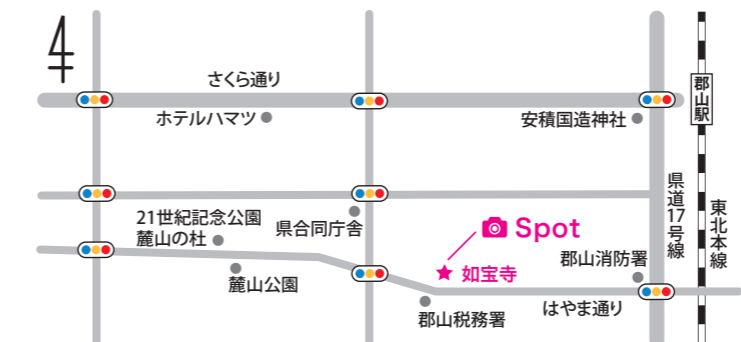 さくら通り
郡山駅
ホテルハマツ
安積国造神社
21世紀記念公園
麓山の杜
県合同庁舎
Spot
如宝寺
県道17号線
東北本線
麓山公園
郡山消防署
郡山税務署
はやま通り